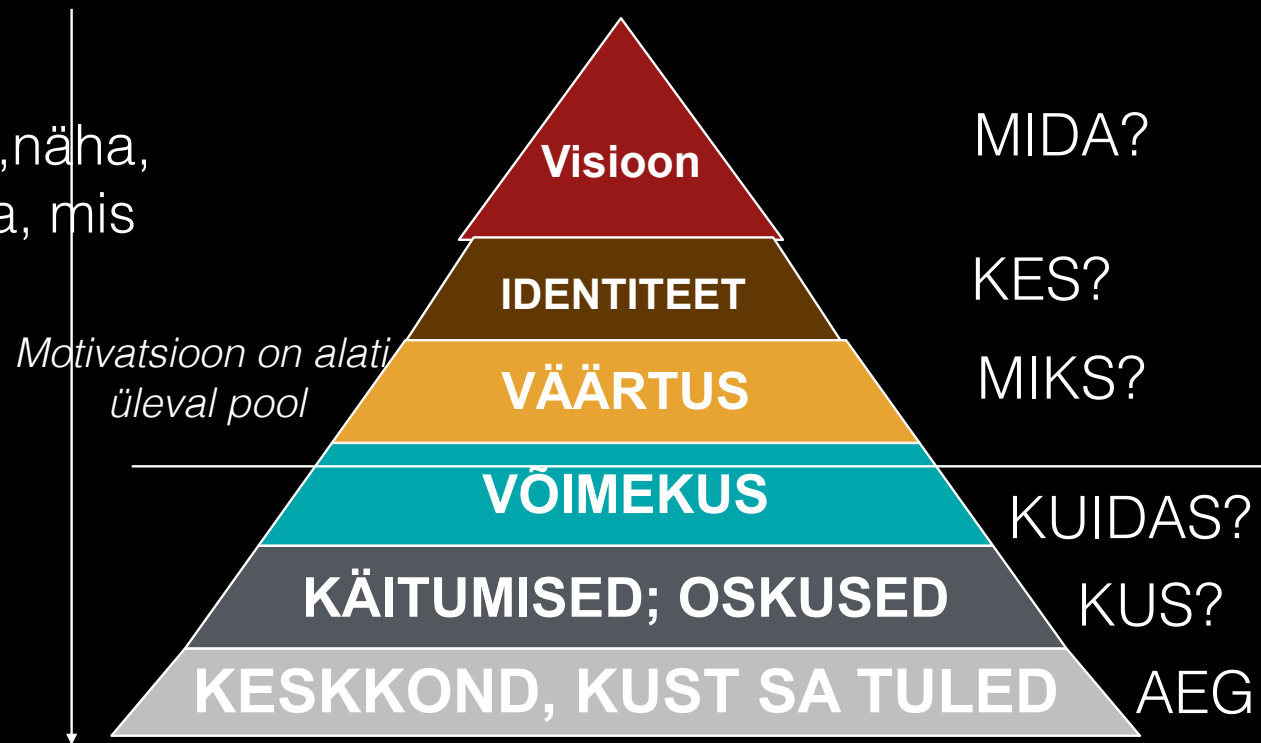 ,näha,
a, mis
Motivatsioon on alati
üleval pool
Visioon
IDENTITEET
VÄÄRTUS
VÕIMEKUS
KÄITUMISED; OSKUSED
KESKKOND, KUST SA TULED
MIDA?
KES?
MIKS?
KUIDAS?
KUS?
AEG